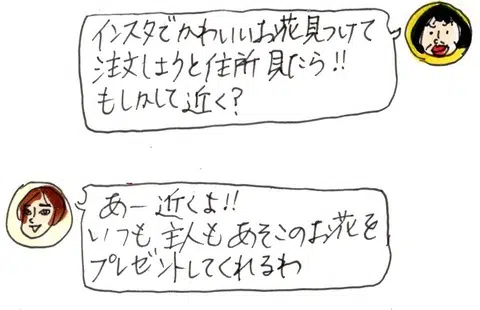 インスタでかわいいお花見つけて
注文しようと住所見たら!!
もしかして近く?
あー近くよ!!
いつも主人もあそこのお花を
プレゼントしてくれるわ